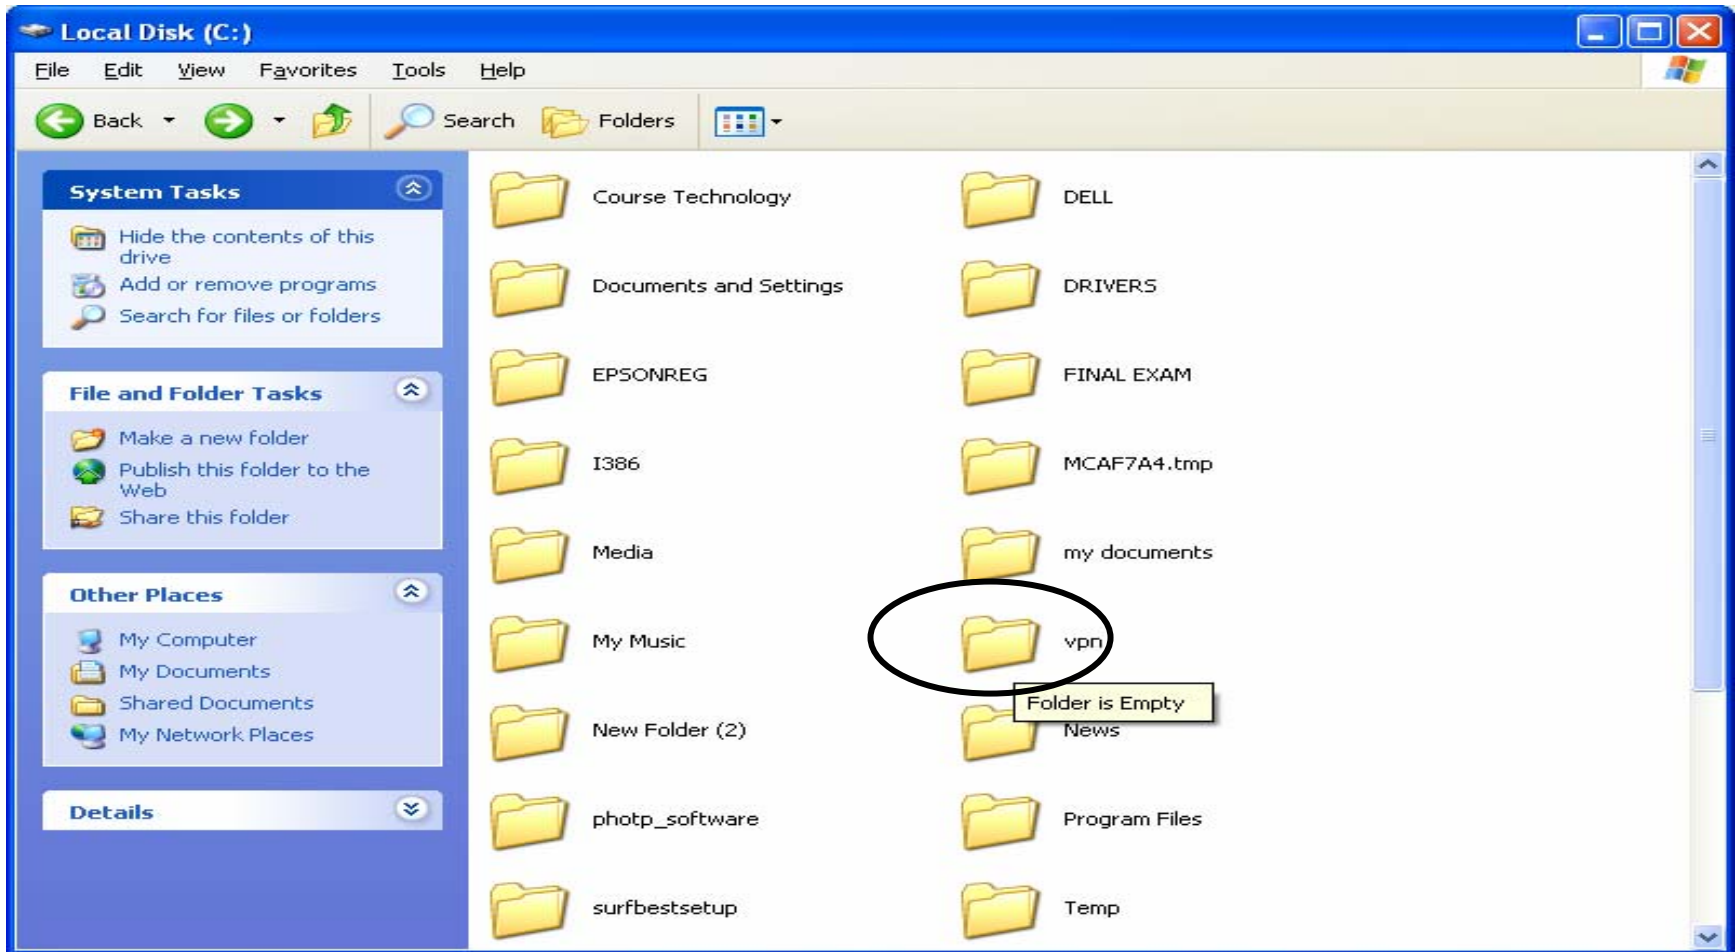 Local Disk (C:)
File Edit View Favorites Tools Help
Back Search Folders
System Tasks
Hide the contents of this
drive
Add or remove programs
Search for files or folders
File and Folder Tasks
Make a new folder
Publish this folder to the
Web
Share this folder
Other Places
My Computer
My Documents
Shared Documents
My Network Places
Details
Course Technology DELL
Documents and Settings DRIVERS
EPSONREG FINAL EXAM
I386 MCAF7A4.tmp
Media my documents
My Music vpn
Folder is Empty
New Folder (2) News
photp_software Program Files
surfbestsetup Temp